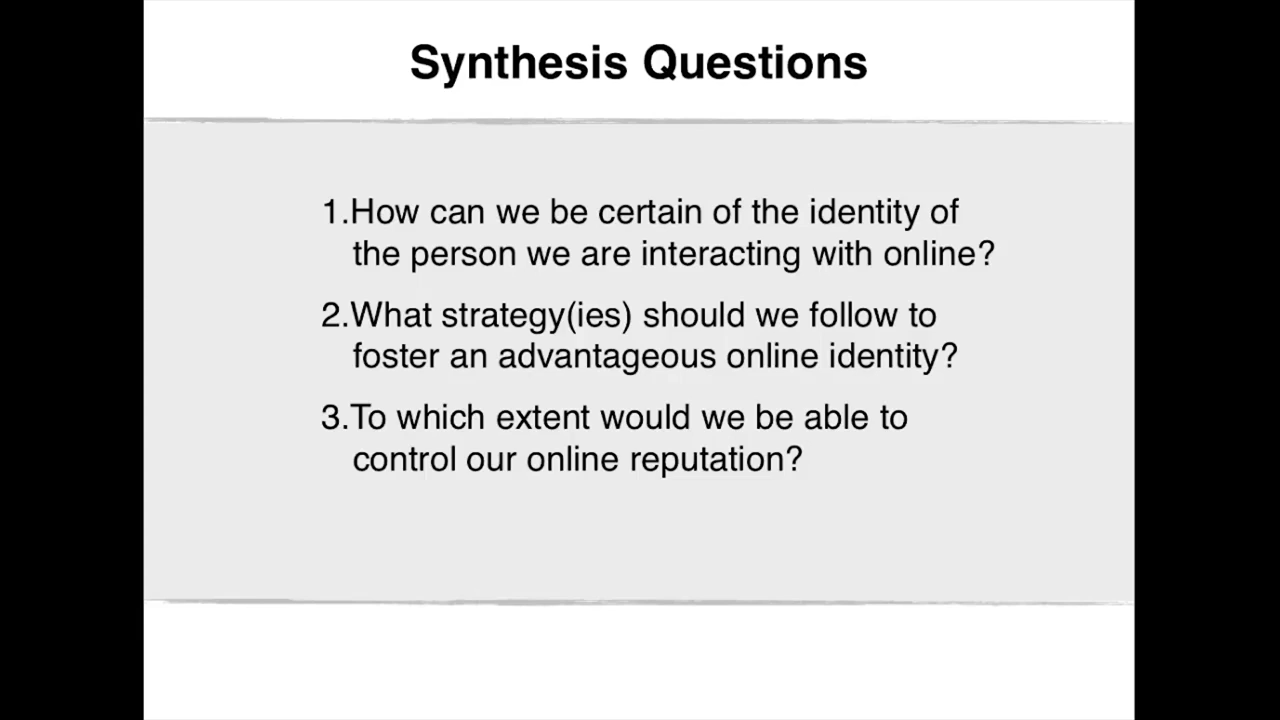 Synthesis Questions
1.How can we be certain of the identity of
the person we are interacting with online?
2.What strategy(ies) should we follow to
foster an advantageous online identity?
3.To which extent would we be able to
control our online reputation?